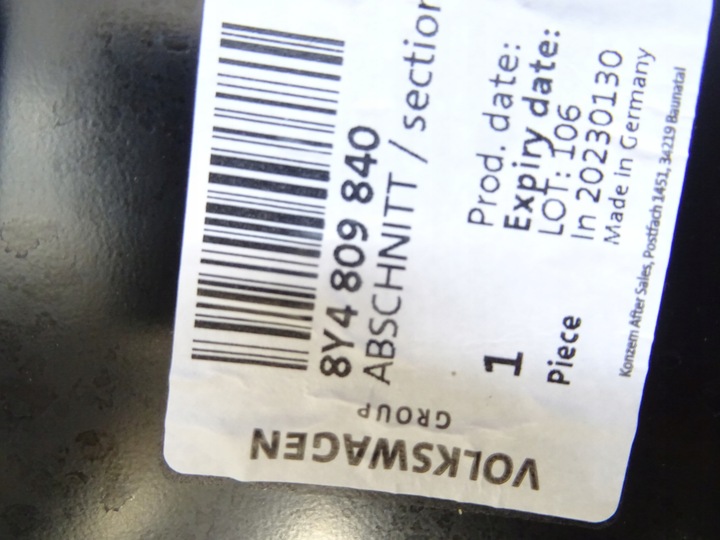 VOLKSWAGEN
GROUP
8Y4 809 840
ABSCHNITT / section
1
Piece
Prod. date:
Expiry date:
LOT: 106
In 20230130
Made in Germany
Konzern After Sales, Postfach 1451, 34219 Baunatal